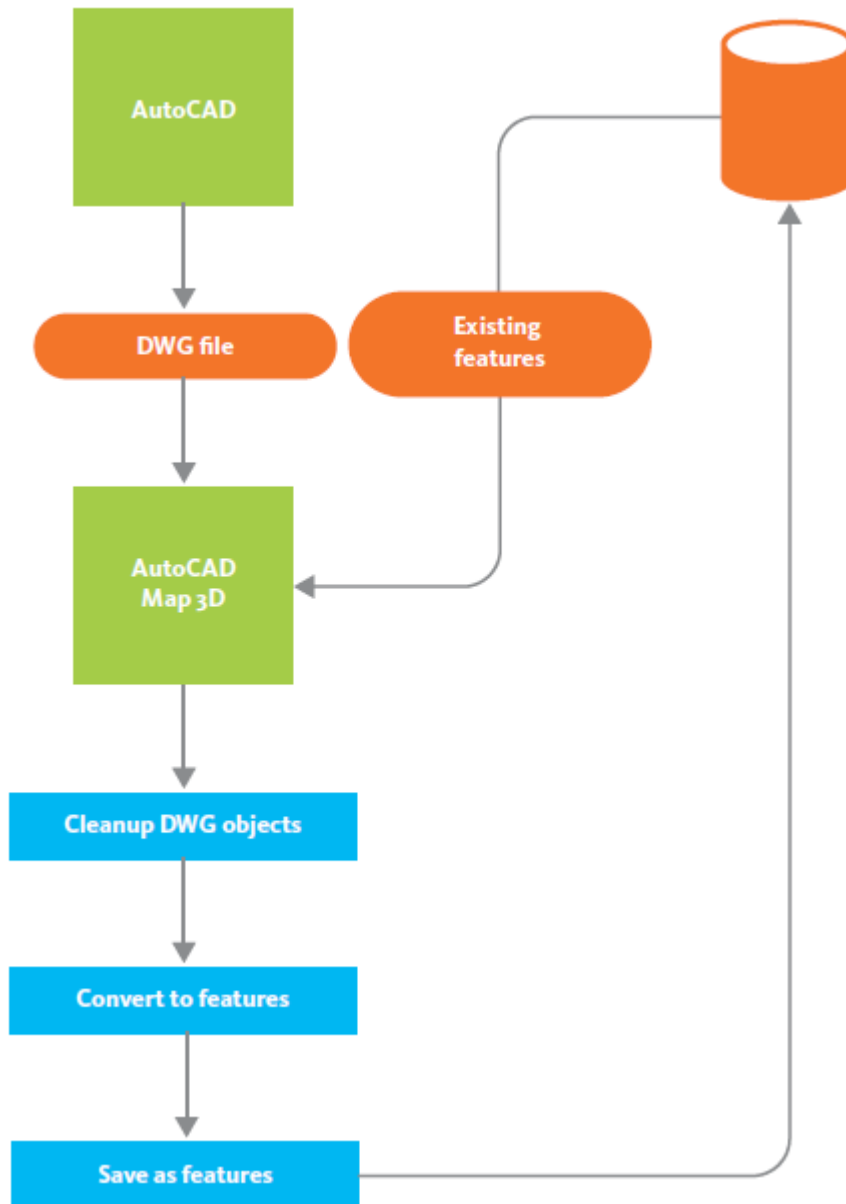 AutoCAD
DWG file
Existing
features
AutoCAD
Map 3D
Cleanup DWG objects
Convert to features
Save as features